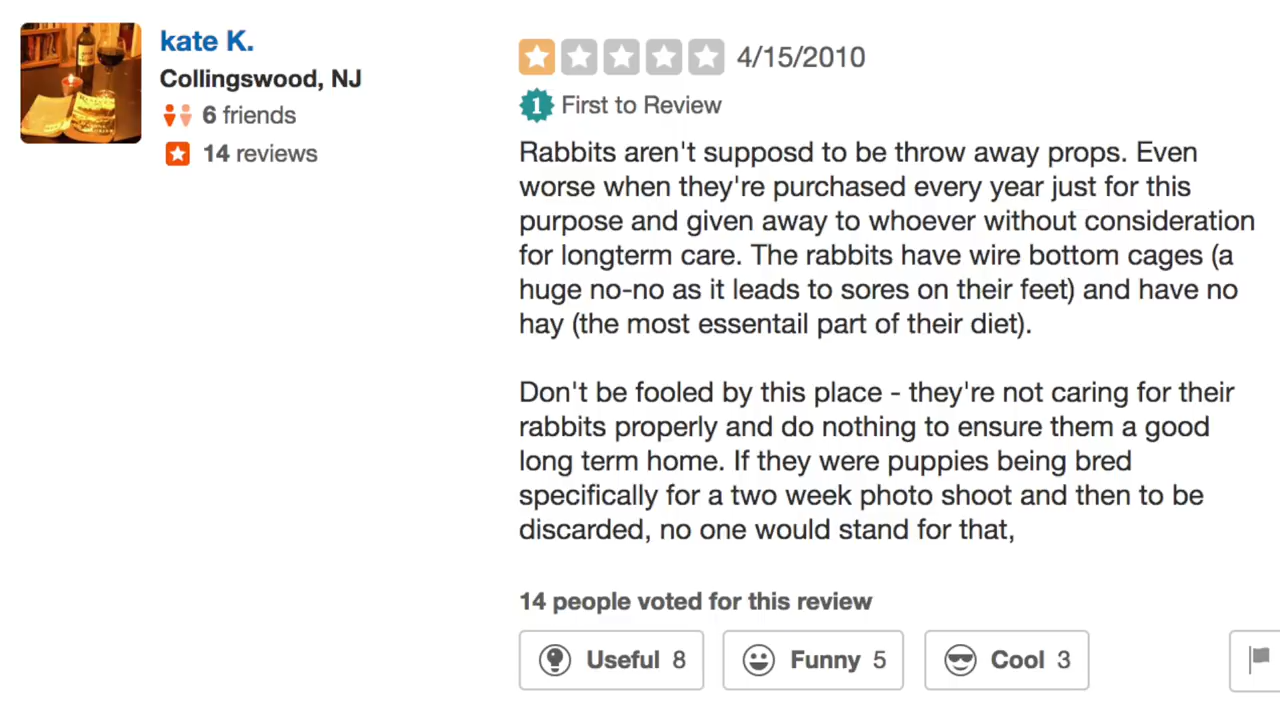 kate K.
Collingswood, NJ
6 friends
14 reviews
4/15/2010
1 First to Review
Rabbits aren't supposd to be throw away props. Even
worse when they're purchased every year just for this
purpose and given away to whoever without consideration
for longterm care. The rabbits have wire bottom cages (a
huge no-no as it leads to sores on their feet) and have no
hay (the most essentail part of their diet).
Don't be fooled by this place - they're not caring for their
rabbits properly and do nothing to ensure them a good
long term home. If they were puppies being bred
specifically for a two week photo shoot and then to be
discarded, no one would stand for that,
14 people voted for this review
Useful 8
Funny 5
Cool 3